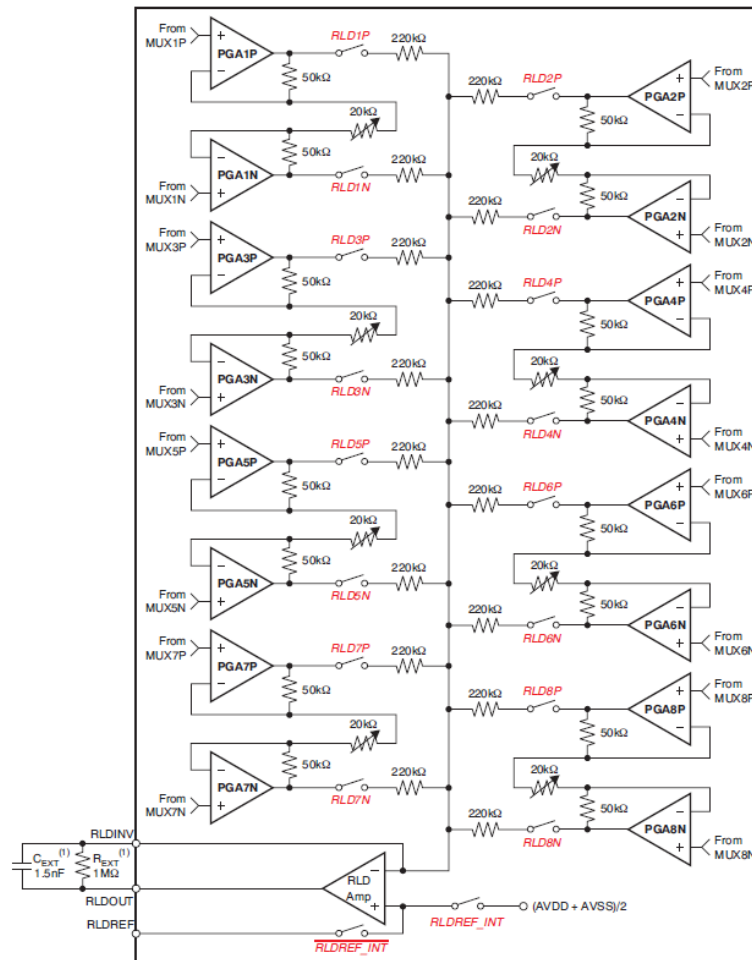 From
MUX1P
PGA1P
RLD1P
220kΩ
50kΩ
20kΩ
50kΩ
PGA1N
From
MUX1N
RLD1N
220kΩ
From
MUX3P
PGA3P
RLD3P
220kΩ
50kΩ
20kΩ
50kΩ
PGA3N
From
MUX3N
RLD3N
220kΩ
From
MUX5P
PGA5P
RLD5P
220kΩ
50kΩ
20kΩ
50kΩ
PGA5N
From
MUX5N
RLD5N
220kΩ
From
MUX7P
PGA7P
RLD7P
220kΩ
50kΩ
20kΩ
50kΩ
PGA7N
From
MUX7N
RLD7N
220kΩ
220kΩ
RLD2P
PGA2P
From
MUX2P
50kΩ
20kΩ
50kΩ
220kΩ
RLD2N
PGA2N
From
MUX2N
220kΩ
RLD4P
PGA4P
From
MUX4P
50kΩ
20kΩ
50kΩ
220kΩ
RLD4N
PGA4N
From
MUX4N
220kΩ
RLD6P
PGA6P
From
MUX6P
50kΩ
20kΩ
50kΩ
220kΩ
RLD6N
PGA6N
From
MUX6N
220kΩ
RLD8P
PGA8P
From
MUX8P
50kΩ
20kΩ
50kΩ
220kΩ
RLD8N
PGA8N
From
MUX8N
RLDINV
CEXT(1)
1.5nF
REXT(1)
1MΩ
RLDOUT
RLDREF
RLD
Amp
RLDREF_INT
RLDREF_INT
(AVDD + AVSS)/2
+
−
+
−
+
−
+
−
+
−
+
−
+
−
+
−
+
−
+
−
+
−
+
−
+
−
+
−
+
−
+
−
+
−